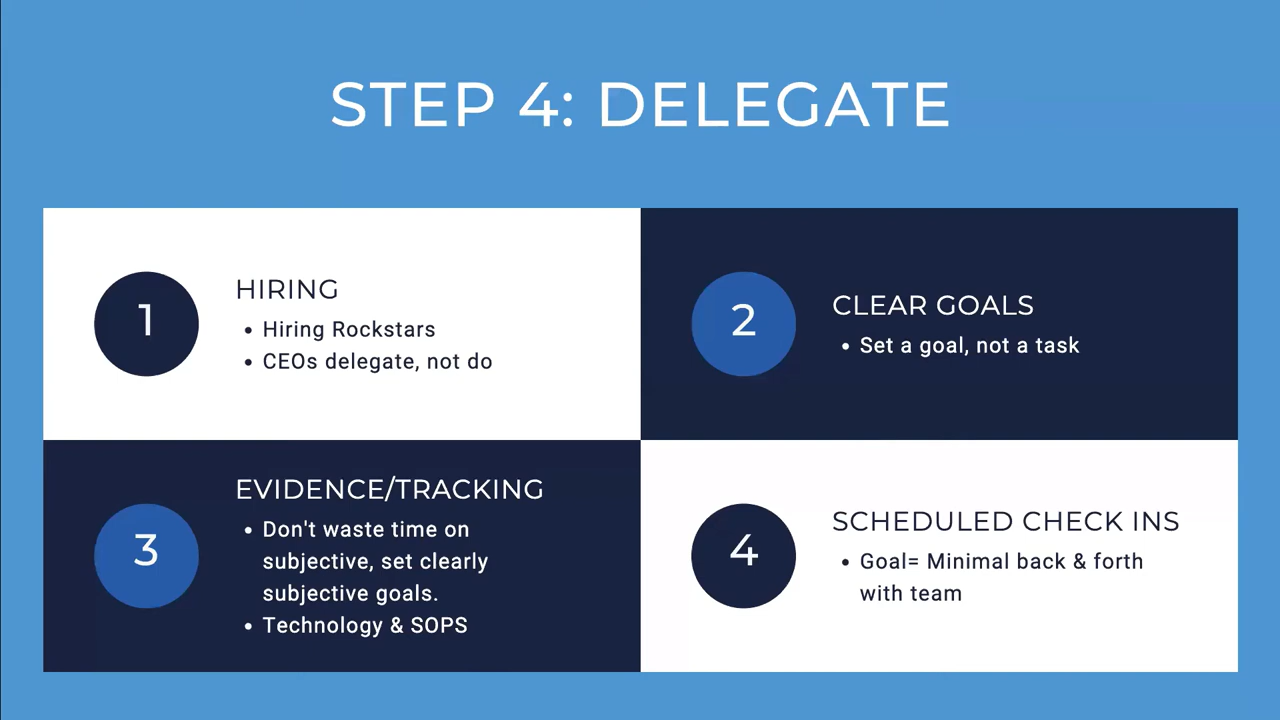 STEP 4: DELEGATE
1
HIRING
• Hiring Rockstars
• CEOs delegate, not do
2
CLEAR GOALS
• Set a goal, not a task
3
EVIDENCE/TRACKING
• Don't waste time on
subjective, set clearly
subjective goals.
• Technology & SOPS
4
SCHEDULED CHECK INS
• Goal= Minimal back & forth
with team